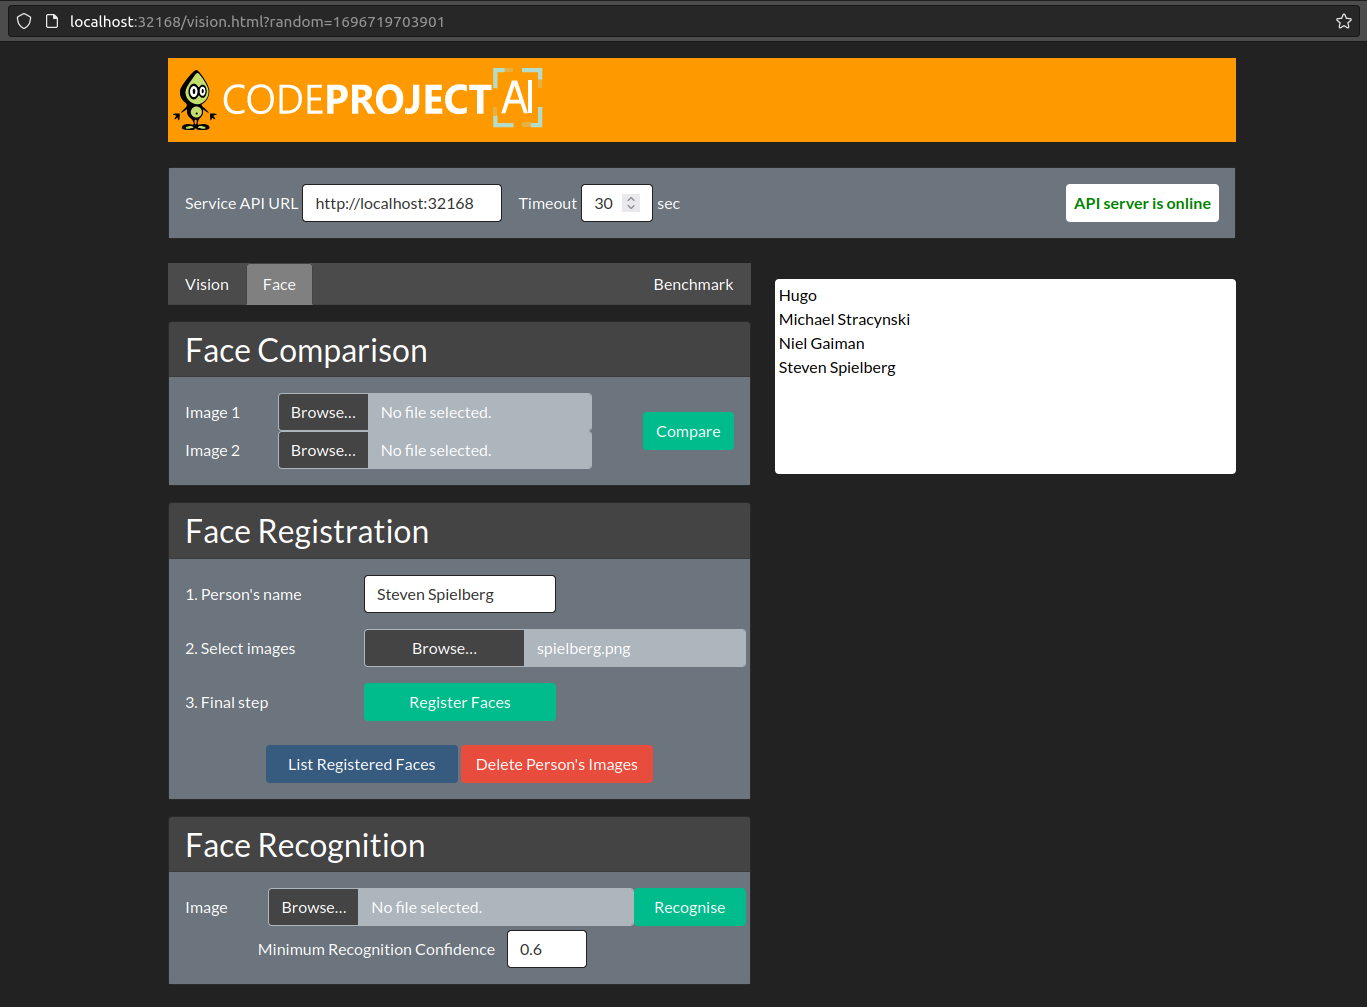 localhost:32168/vision.html?random=1696719703901
CODEPROJECT AI
Service API URL http://localhost:32168 Timeout 30 sec API server is online
Vision Face Benchmark
Face Comparison
Image 1 Browse... No file selected.
Image 2 Browse... No file selected.
Compare
Face Registration
1. Person's name Steven Spielberg
2. Select images Browse... spielberg.png
3. Final step Register Faces
List Registered Faces Delete Person's Images
Face Recognition
Image Browse... No file selected. Recognise
Minimum Recognition Confidence 0.6
Hugo
Michael Stracynski
Niel Gaiman
Steven Spielberg